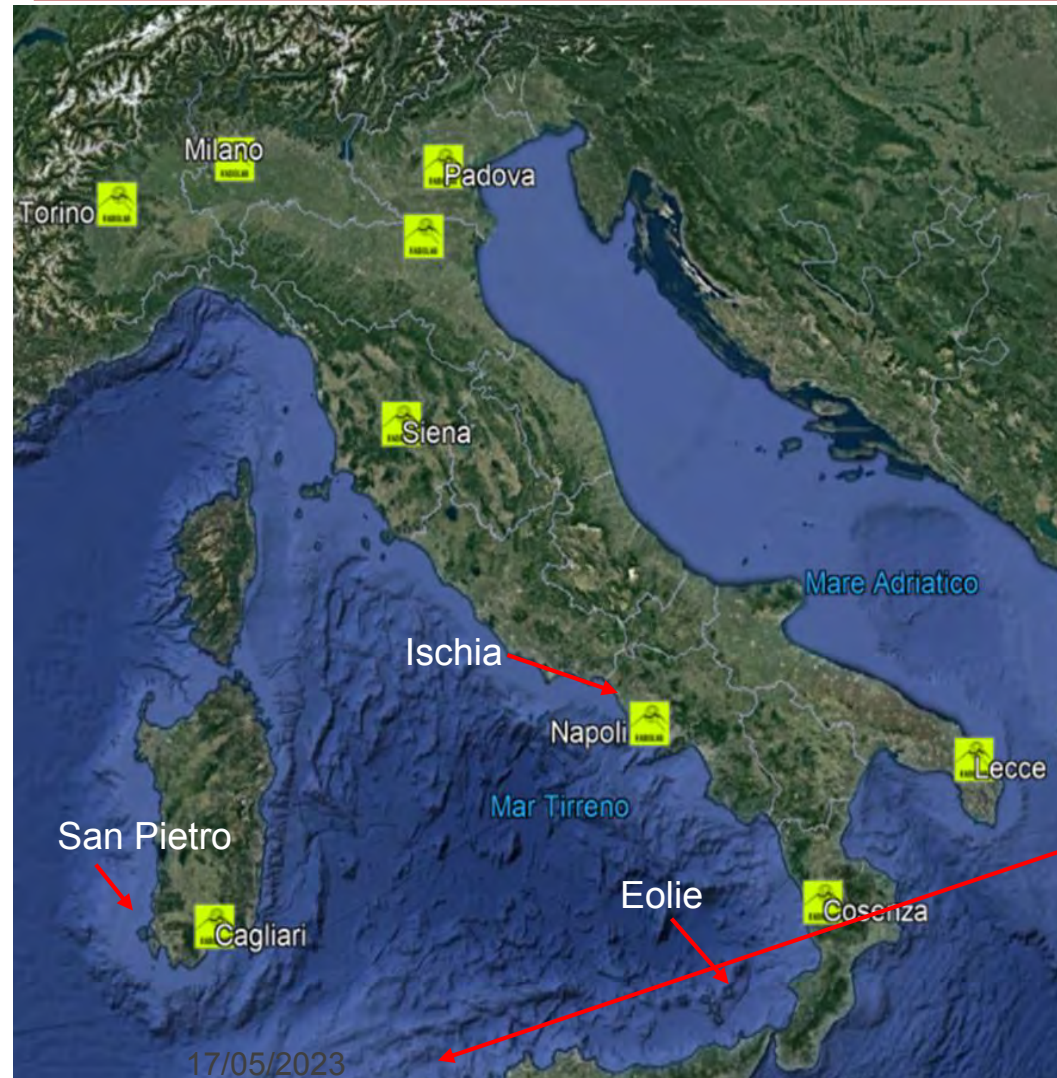 Milano
Padova
Torino
Siena
Mare Adriatico
Ischia
Napoli
Lecce
Mar Tirreno
San Pietro
Eolie
Cosenza
Cagliari
17/05/2023